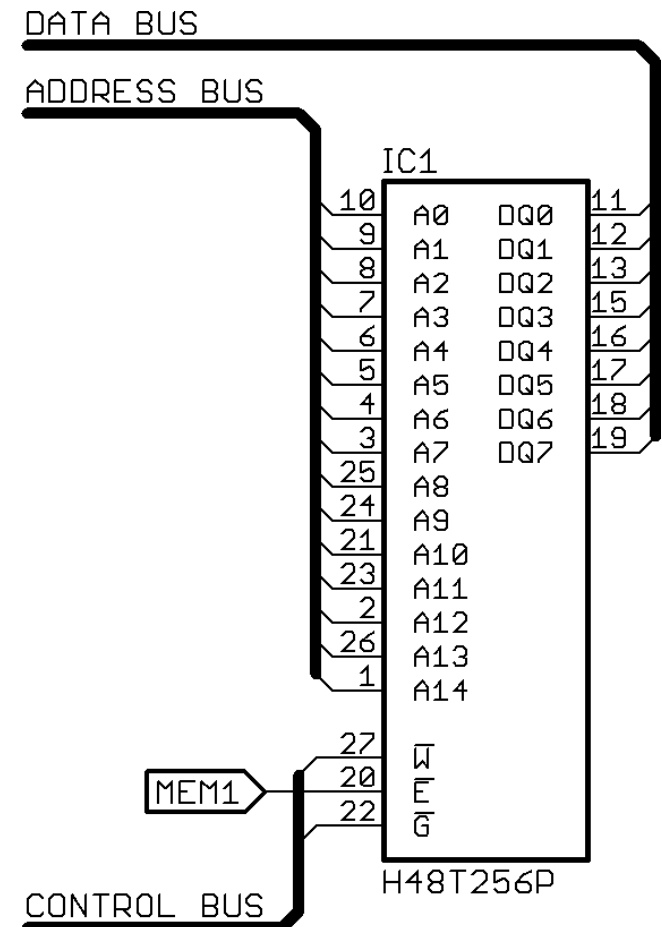 DATA BUS
ADDRESS BUS
IC1
10 A0 DQ0 11
9 A1 DQ1 12
8 A2 DQ2 13
7 A3 DQ3 15
6 A4 DQ4 16
5 A5 DQ5 17
4 A6 DQ6 18
3 A7 DQ7 19
25 A8
24 A9
21 A10
23 A11
2 A12
26 A13
1 A14
27 W̅
MEM1 20 E̅
22 G̅
H48T256P
CONTROL BUS